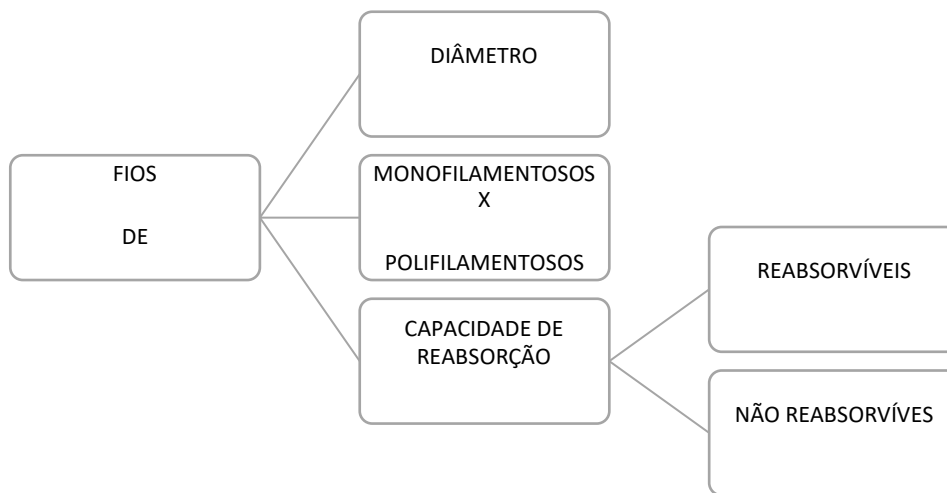 DIÂMETRO
FIOS
DE
MONOFILAMENTOSOS
X
POLIFILAMENTOSOS
CAPACIDADE DE
REABSORÇÃO
REABSORVÍVEIS
NÃO REABSORVÍVES